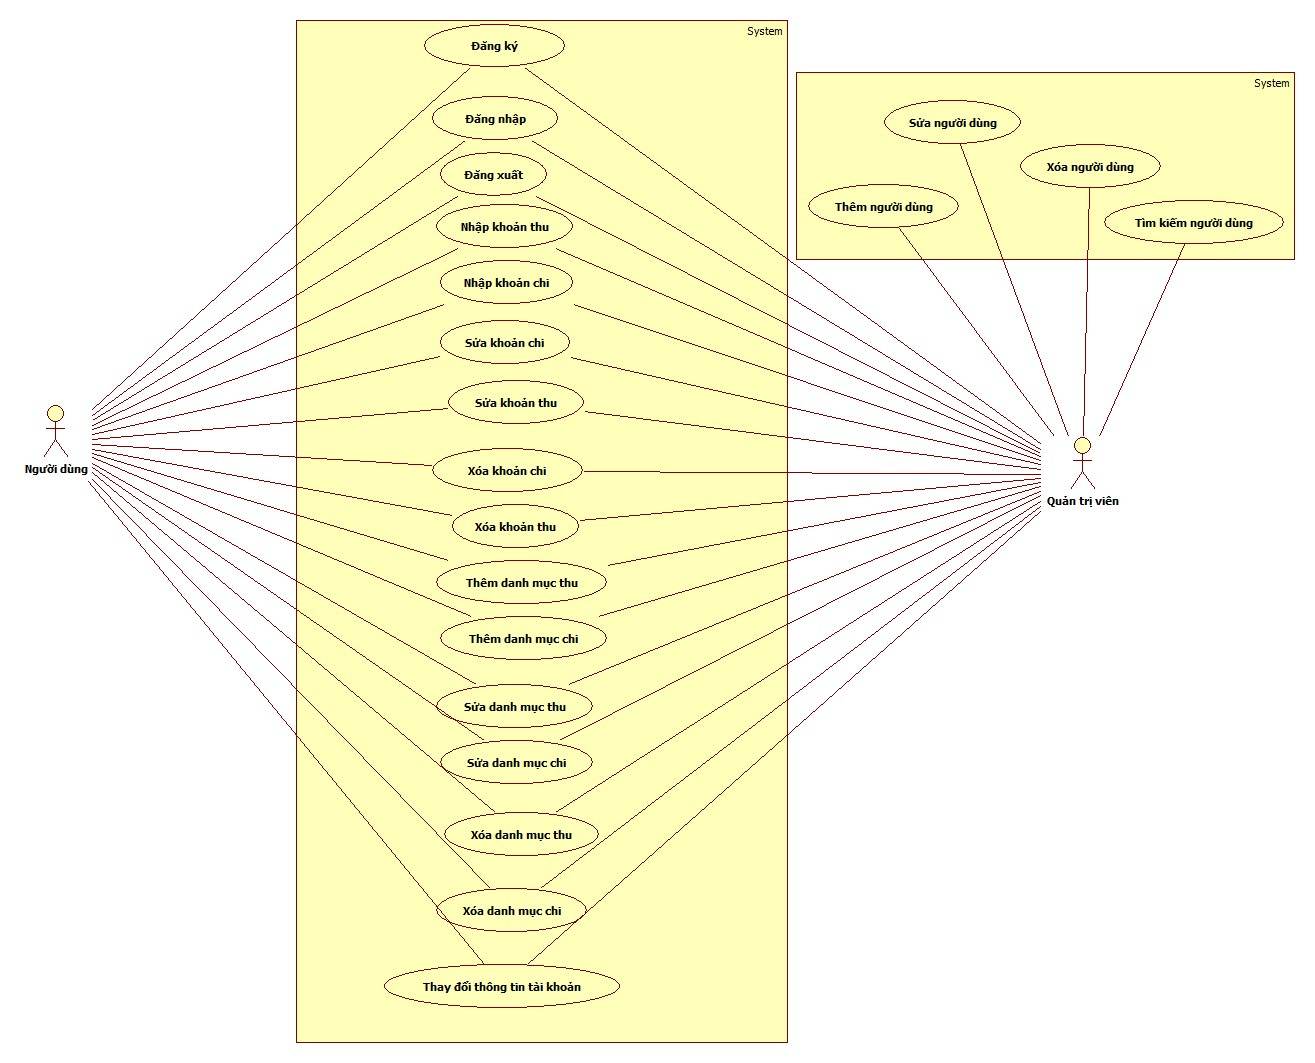 System
Đăng ký
Đăng nhập
Đăng xuất
Nhập khoản thu
Nhập khoản chi
Sửa khoản chi
Sửa khoản thu
Xóa khoản chi
Xóa khoản thu
Thêm danh mục thu
Thêm danh mục chi
Sửa danh mục thu
Sửa danh mục chi
Xóa danh mục thu
Xóa danh mục chi
Thay đổi thông tin tài khoản
System
Sửa người dùng
Xóa người dùng
Thêm người dùng
Tìm kiếm người dùng
Người dùng
Quản trị viên